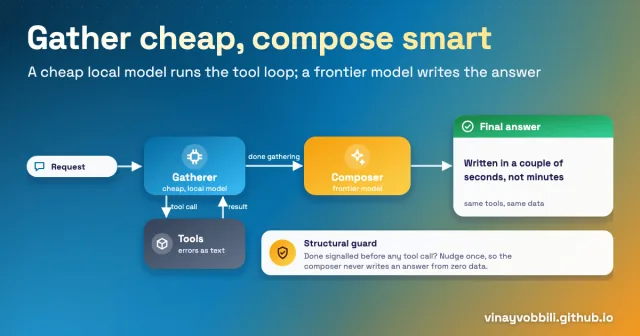 Gather cheap, compose smart
A cheap local model runs the tool loop; a frontier model writes the answer
Request
Gatherer
cheap, local model
done gathering
Composer
frontier model
Final answer
Written in a couple of
seconds, not minutes
same tools, same data
tool call
result
Tools
errors as text
Structural guard
Done signalled before any tool call? Nudge once, so the
composer never writes an answer from zero data.
vinayvobbili.github.io